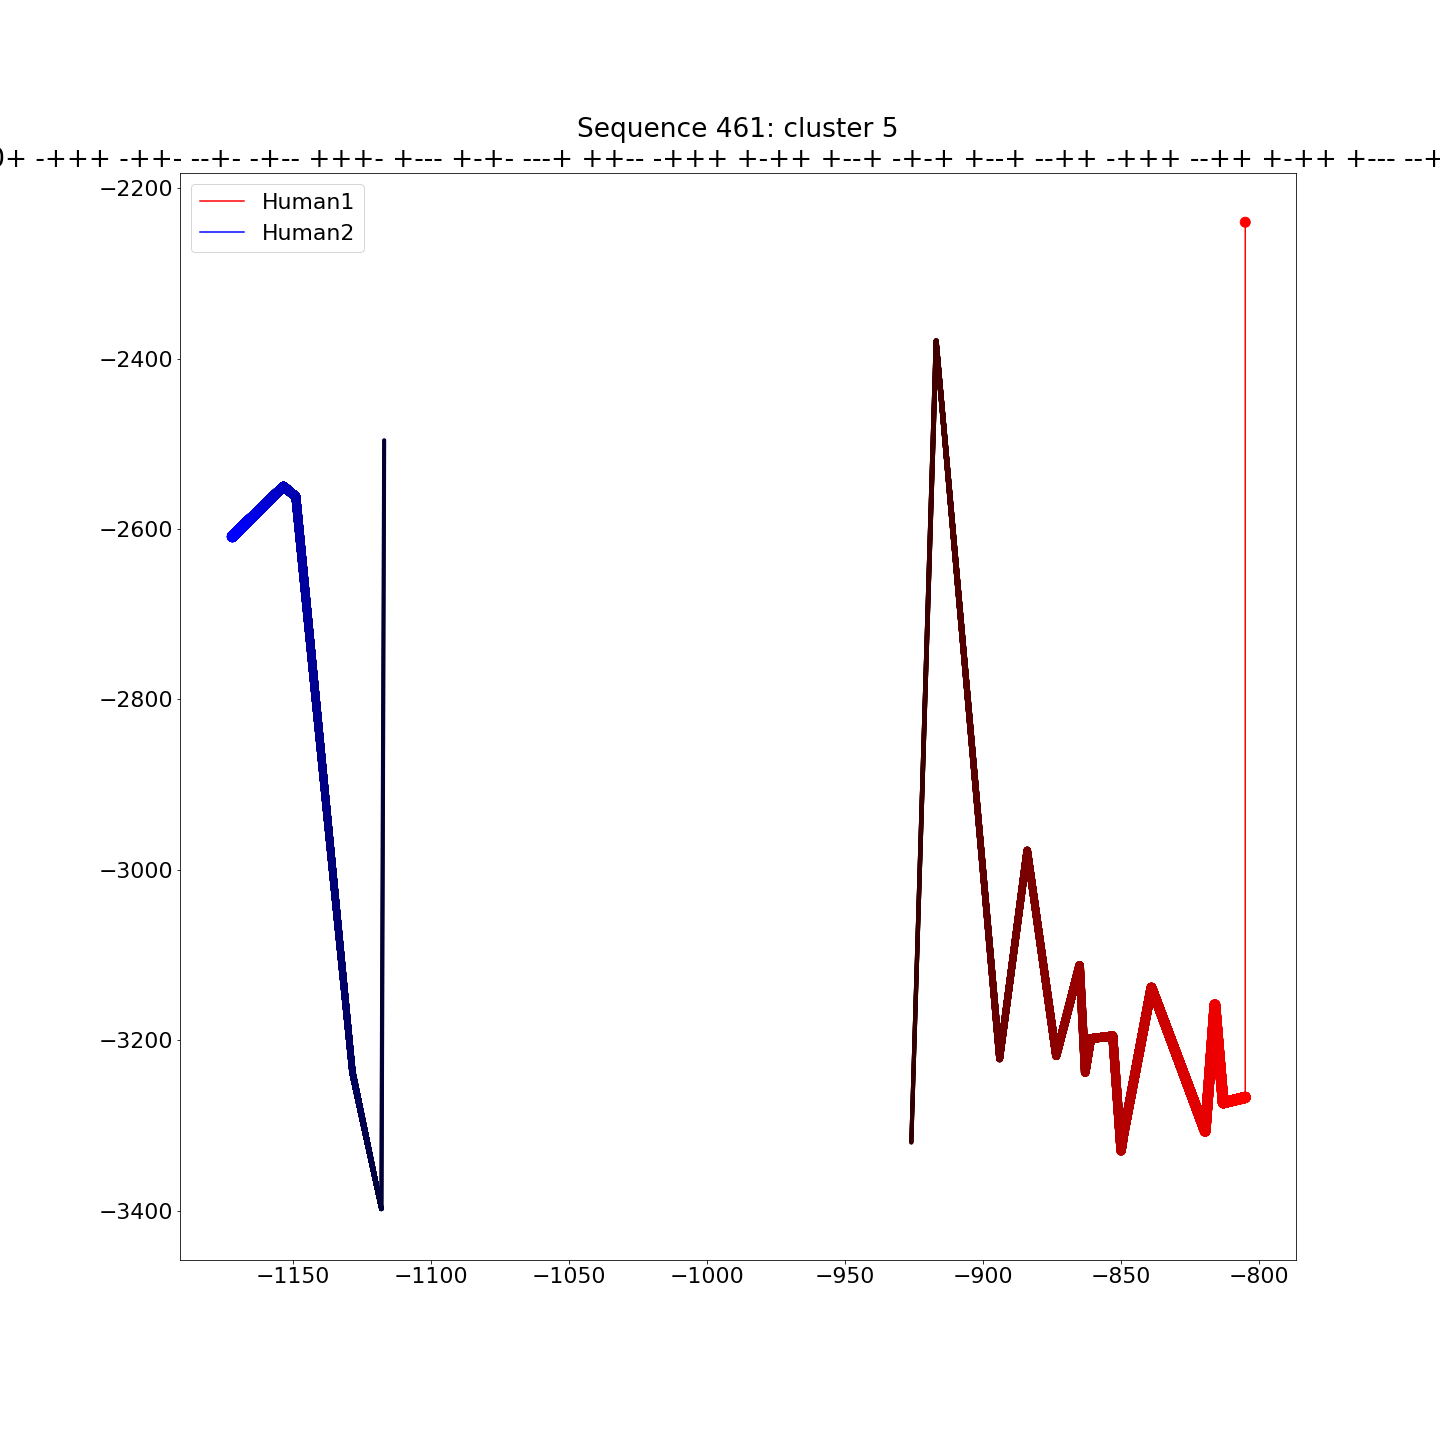 Sequence 461: cluster 5
+ -+++ -++- --+- -+-- +++- +--- +-+- ---+ ++-- -+++ +-++ +--+ -+-+ +--+ --++ -+++ --++ +-++ +--- --+
Human1
Human2
−2200
−2400
−2600
−2800
−3000
−3200
−3400
−1150 −1100 −1050 −1000 −950 −900 −850 −800